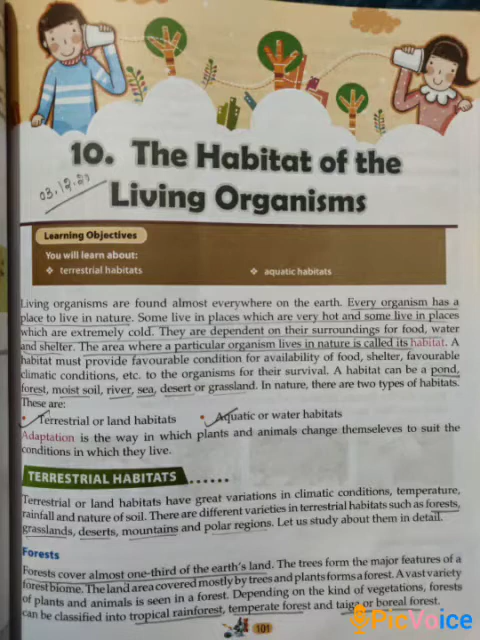 10. The Habitat of the
Living Organisms
Learning Objectives
You will learn about:
❖ terrestrial habitats
❖ aquatic habitats
Living organisms are found almost everywhere on the earth. Every organism has a
place to live in nature. Some live in places which are very hot and some live in places
which are extremely cold. They are dependent on their surroundings for food, water
and shelter. The area where a particular organism lives in nature is called its habitat. A
habitat must provide favourable condition for availability of food, shelter, favourable
climatic conditions, etc. to the organisms for their survival. A habitat can be a pond,
forest, moist soil, river, sea, desert or grassland. In nature, there are two types of habitats.
These are:
• Terrestrial or land habitats • Aquatic or water habitats
Adaptation is the way in which plants and animals change themseleves to suit the
conditions in which they live.
TERRESTRIAL HABITATS ......
Terrestrial or land habitats have great variations in climatic conditions, temperature,
rainfall and nature of soil. There are different varieties in terrestrial habitats such as forests,
grasslands, deserts, mountains and polar regions. Let us study about them in detail.
Forests
Forests cover almost one-third of the earth's land. The trees form the major features of a
forest biome. The land area covered mostly by trees and plants forms a forest. A vast variety
of plants and animals is seen in a forest. Depending on the kind of vegetations, forests
can be classified into tropical rainforest, temperate forest and taiga or boreal forest.
101
PicVoice